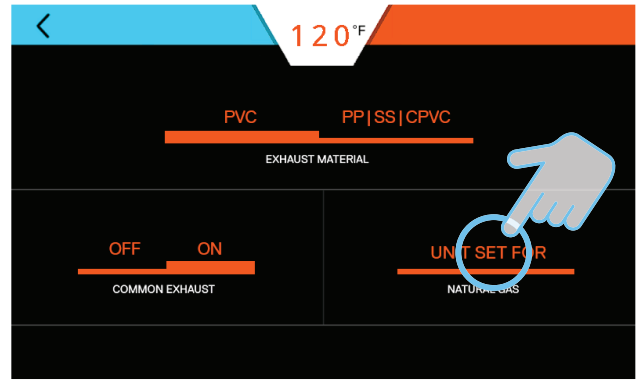 120°F
PVC PP|SS|CPVC
EXHAUST MATERIAL
OFF ON UNIT SET FOR
COMMON EXHAUST NATURAL GAS